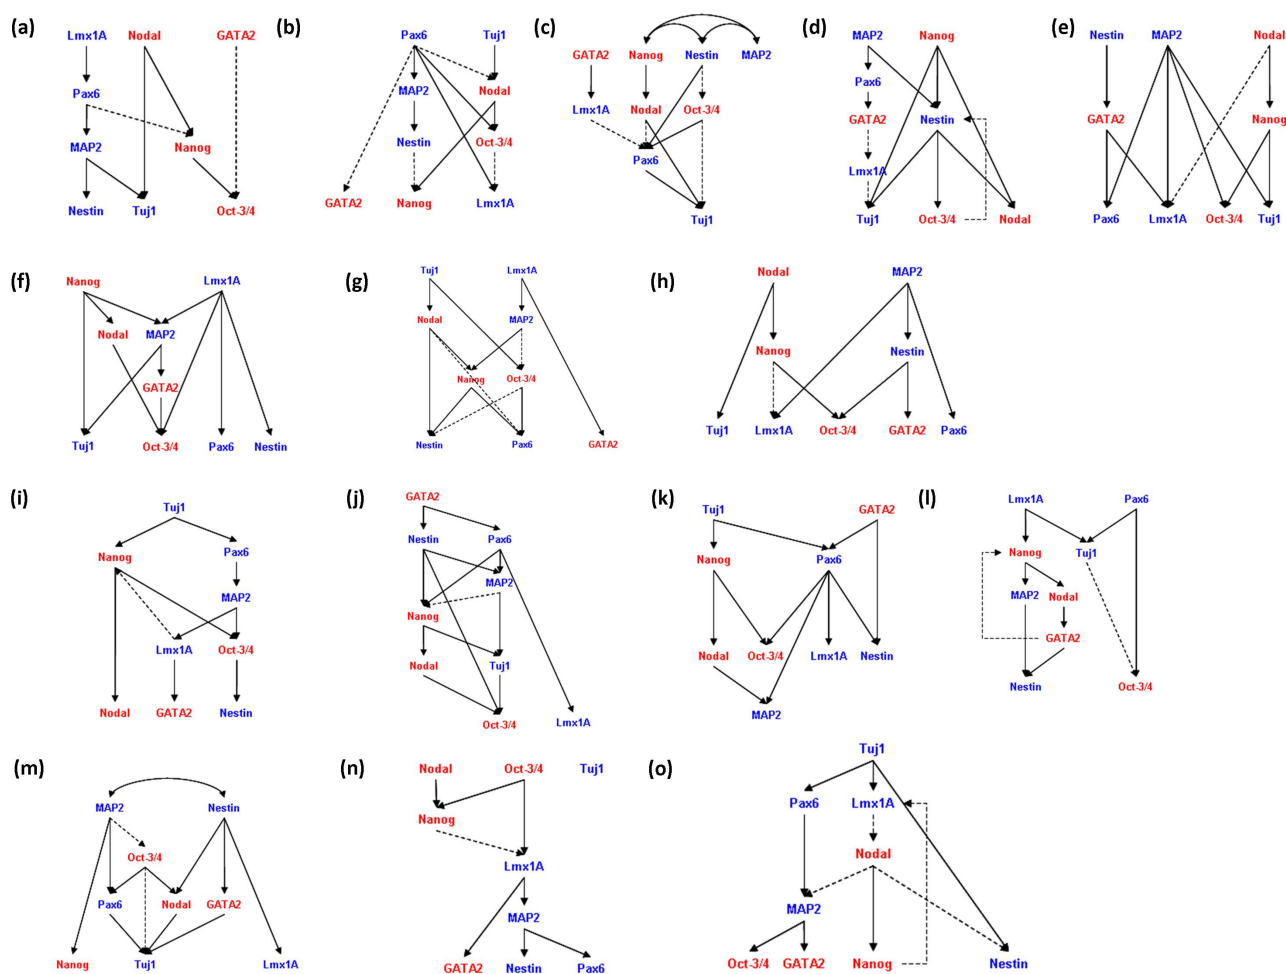 (a)
Lmx1A Nodal GATA2
Pax6
MAP2 Nanog
Nestin Tuj1 Oct-3/4
(b)
Pax6 Tuj1
MAP2 Nodal
Nestin Oct-3/4
GATA2 Nanog Lmx1A
(c)
GATA2 Nanog Nestin MAP2
Lmx1A Nodal Oct-3/4
Pax6
Tuj1
(d)
MAP2 Nanog
Pax6
GATA2 Nestin
Lmx1A
Tuj1 Oct-3/4 Nodal
(e)
Nestin MAP2 Nodal
GATA2 Nanog
Pax6 Lmx1A Oct-3/4 Tuj1
(f)
Nanog Lmx1A
Nodal MAP2
GATA2
Tuj1 Oct-3/4 Pax6 Nestin
(g)
Tuj1 Lmx1A
Nodal MAP2
Nanog Oct-3/4
Nestin Pax6 GATA2
(h)
Nodal MAP2
Nanog Nestin
Tuj1 Lmx1A Oct-3/4 GATA2 Pax6
(i)
Tuj1
Nanog Pax6
MAP2
Lmx1A Oct-3/4
Nodal GATA2 Nestin
(j)
GATA2
Nestin Pax6
MAP2
Nanog
Nodal Tuj1
Oct-3/4 Lmx1A
(k)
Tuj1 GATA2
Nanog Pax6
Nodal Oct-3/4 Lmx1A Nestin
MAP2
(l)
Lmx1A Pax6
Nanog Tuj1
MAP2 Nodal
GATA2
Nestin Oct-3/4
(m)
MAP2 Nestin
Oct-3/4
Pax6 Nodal GATA2
Nanog Tuj1 Lmx1A
(n)
Nodal Oct-3/4 Tuj1
Nanog
Lmx1A
MAP2
GATA2 Nestin Pax6
(o)
Tuj1
Pax6 Lmx1A
Nodal
MAP2
Oct-3/4 GATA2 Nanog Nestin